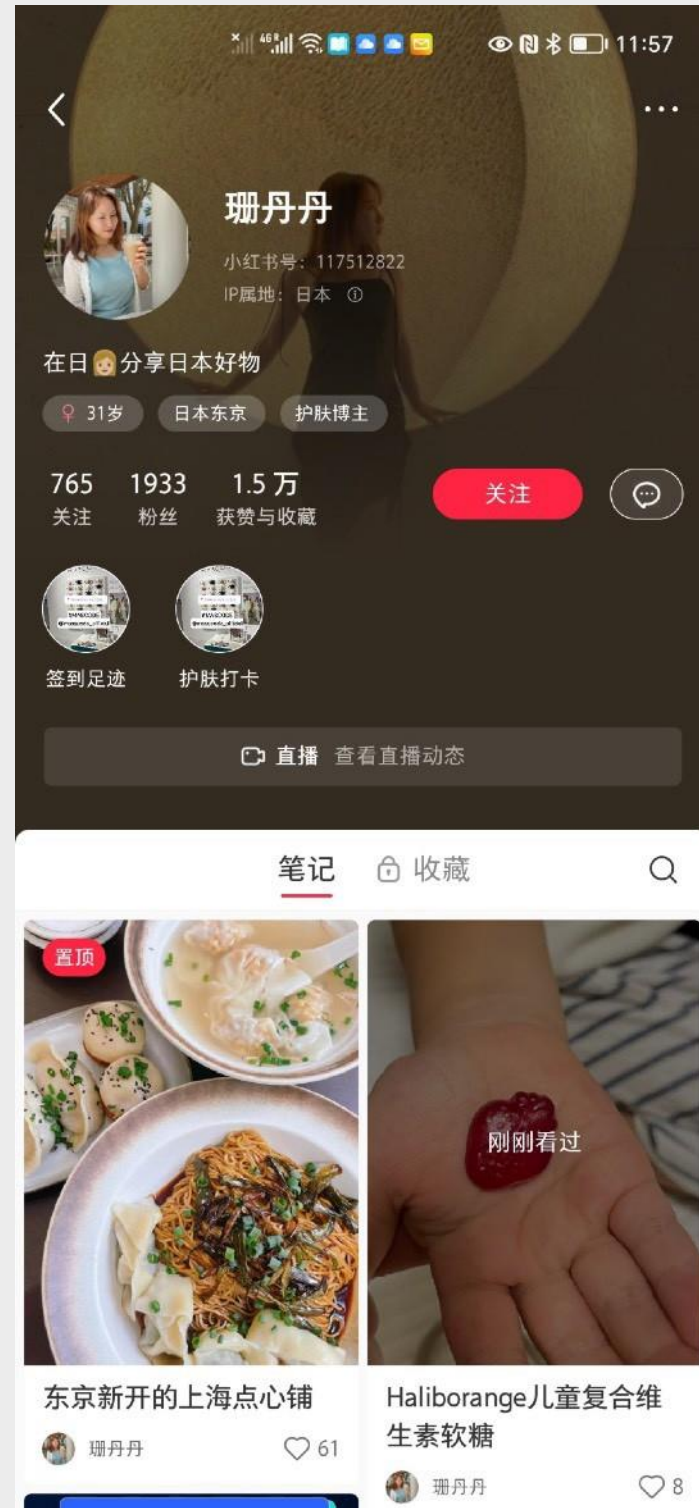 4G 11:57
珊丹丹
小红书号：117512822
IP属地：日本
在日👩🏼分享日本好物
♀ 31岁 日本东京 护肤博主
765 1933 1.5 万
关注 粉丝 获赞与收藏
关注
签到足迹 护肤打卡
直播 查看直播动态
笔记 收藏
置顶
刚刚看过
东京新开的上海点心铺
珊丹丹 61
Haliborange儿童复合维
生素软糖
珊丹丹 8